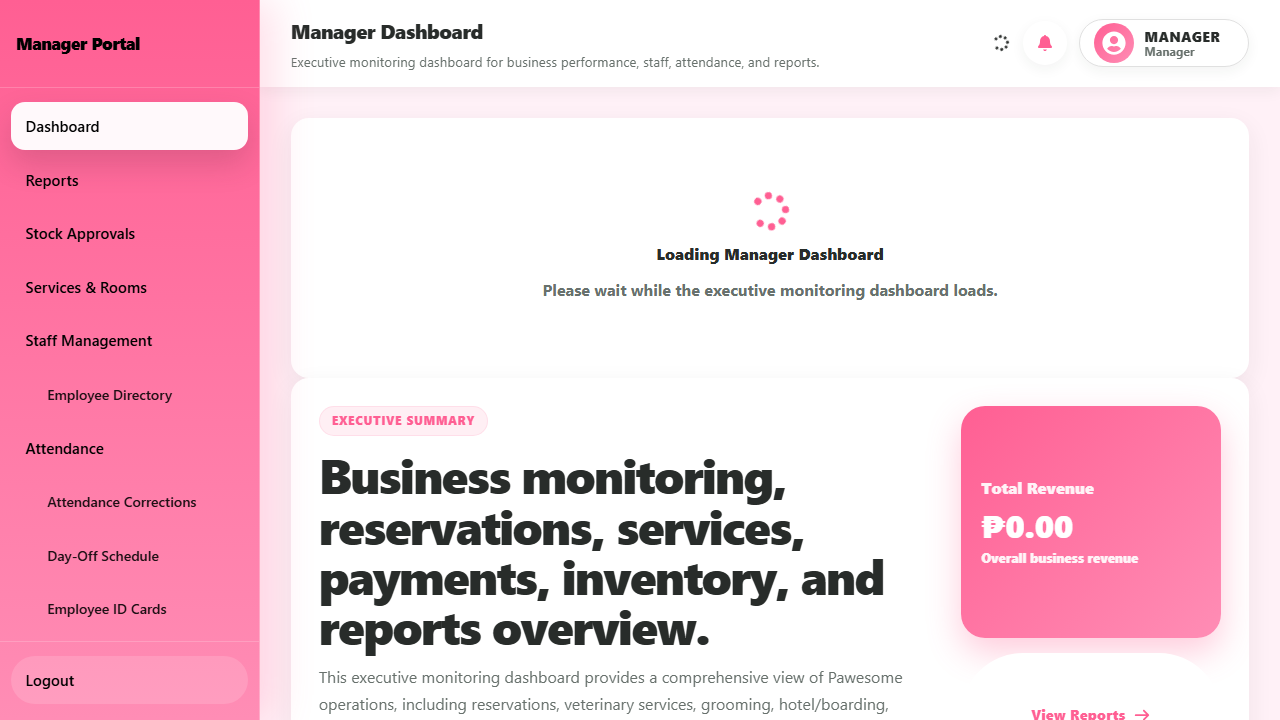 Manager Portal
Dashboard
Reports
Stock Approvals
Services & Rooms
Staff Management
Employee Directory
Attendance
Attendance Corrections
Day-Off Schedule
Employee ID Cards
Logout
Manager Dashboard
Executive monitoring dashboard for business performance, staff, attendance, and reports.
MANAGER
Manager
Loading Manager Dashboard
Please wait while the executive monitoring dashboard loads.
EXECUTIVE SUMMARY
Business monitoring,
reservations, services,
payments, inventory, and
reports overview.
This executive monitoring dashboard provides a comprehensive view of Pawesome
operations, including reservations, veterinary services, grooming, hotel/boarding,
Total Revenue
₱0.00
Overall business revenue
View Reports →